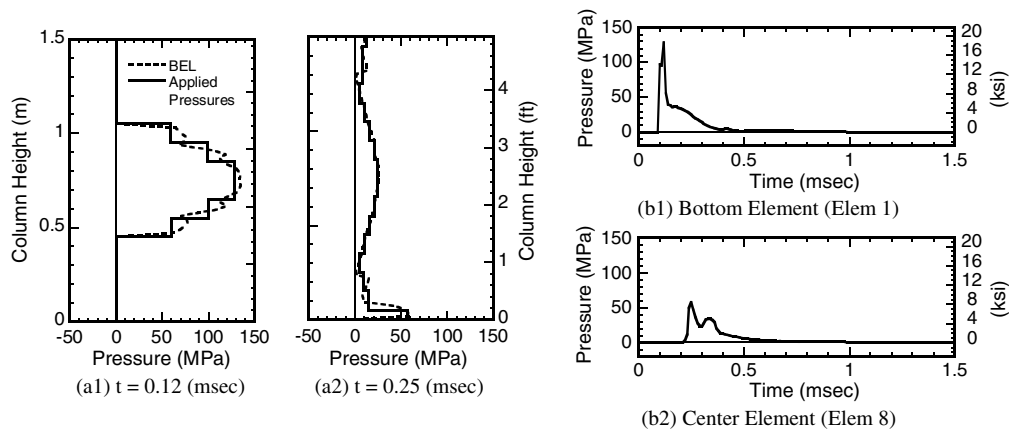 1.5
1
0.5
0
Column Height (m)
BEL
Applied
Pressures
-50 0 50 100 150
Pressure (MPa)
(a1) t = 0.12 (msec)
4
3
2
1
0
Column Height (ft)
-50 0 50 100 150
Pressure (MPa)
(a2) t = 0.25 (msec)
150
100
50
0
Pressure (MPa)
20
16
12
8
4
0
(ksi)
0 0.5 1 1.5
Time (msec)
(b1) Bottom Element (Elem 1)
150
100
50
0
Pressure (MPa)
20
16
12
8
4
0
(ksi)
0 0.5 1 1.5
Time (msec)
(b2) Center Element (Elem 8)